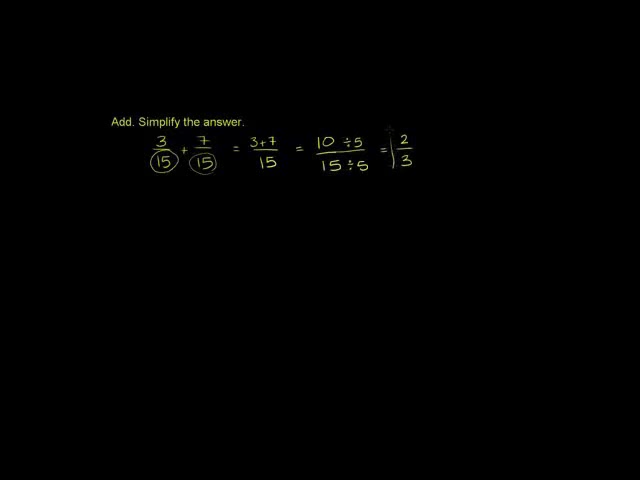 Add. Simplify the answer.
3/15 + 7/15 = 3+7/15 = 10÷5/15÷5 = 2/3